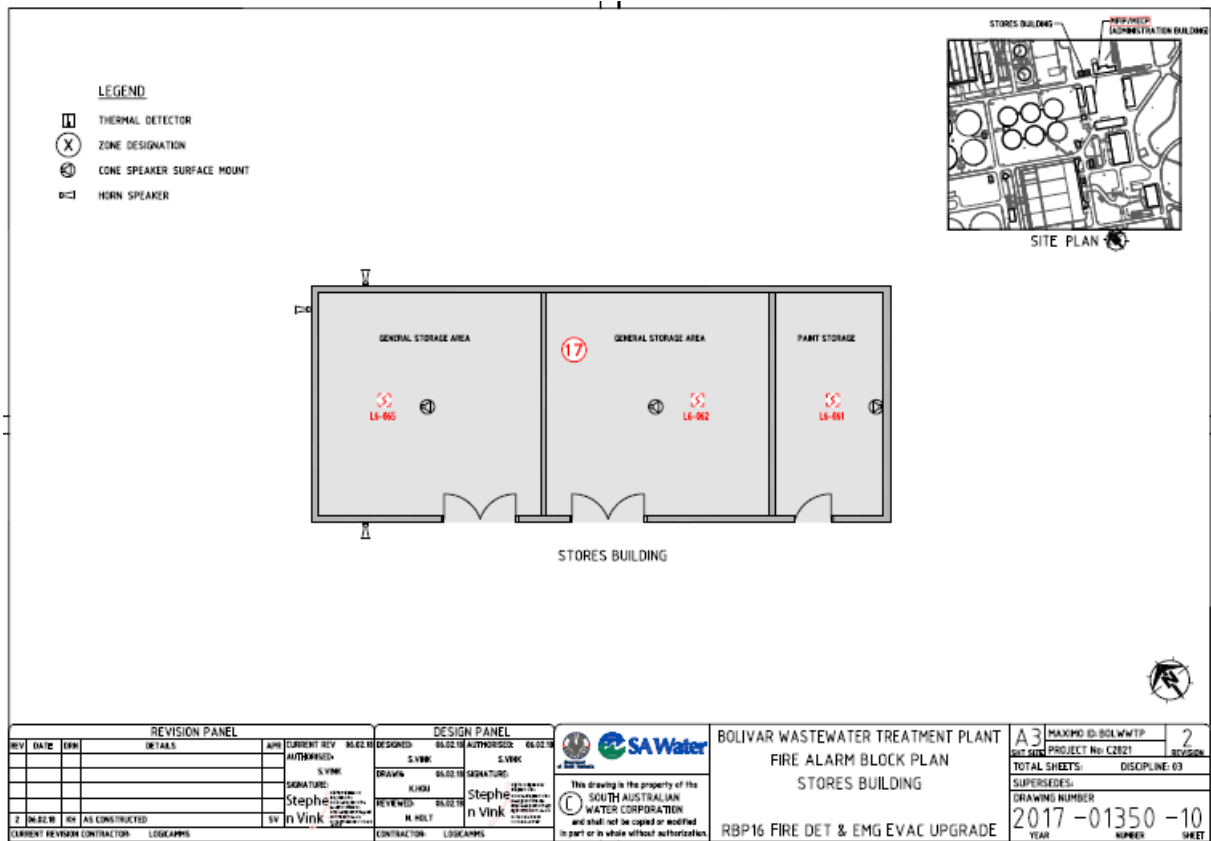 STORES BUILDING
MFIP/MECP
(ADMINISTRATION BUILDING)
SITE PLAN
LEGEND
THERMAL DETECTOR
X ZONE DESIGNATION
CONE SPEAKER SURFACE MOUNT
HORN SPEAKER
GENERAL STORAGE AREA
17
GENERAL STORAGE AREA
PAINT STORAGE
L6-065
L6-062
L6-061
STORES BUILDING
REVISION PANEL
REV DATE DRN DETAILS APR
2 06.02.18 KH AS CONSTRUCTED SV
CURRENT REV 06.02.18
AUTHORISED:
S.VINK
SIGNATURE:
Stephe
n Vink
CURRENT REVISION CONTRACTOR: LOGICAMMS
DESIGN PANEL
DESIGNED: 06.02.18 AUTHORISED: 06.02.18
S.VINK S.VINK
DRAWN: 06.02.18 SIGNATURE:
K.HOU
REVIEWED: 06.02.18
N. HOLT
Stephe
n Vink
CONTRACTOR: LOGICAMMS
SA Water
This drawing is the property of the
C SOUTH AUSTRALIAN
WATER CORPORATION
and shall not be copied or modified
in part or in whole without authorization.
BOLIVAR WASTEWATER TREATMENT PLANT
FIRE ALARM BLOCK PLAN
STORES BUILDING
RBP16 FIRE DET & EMG EVAC UPGRADE
A3
SHT SIZE
MAXIMO ID: BOLWWTP
PROJECT No: C2821
2
REVISION
TOTAL SHEETS: DISCIPLINE: 03
SUPERSEDES:
DRAWING NUMBER
2017 -01350 -10
YEAR NUMBER SHEET